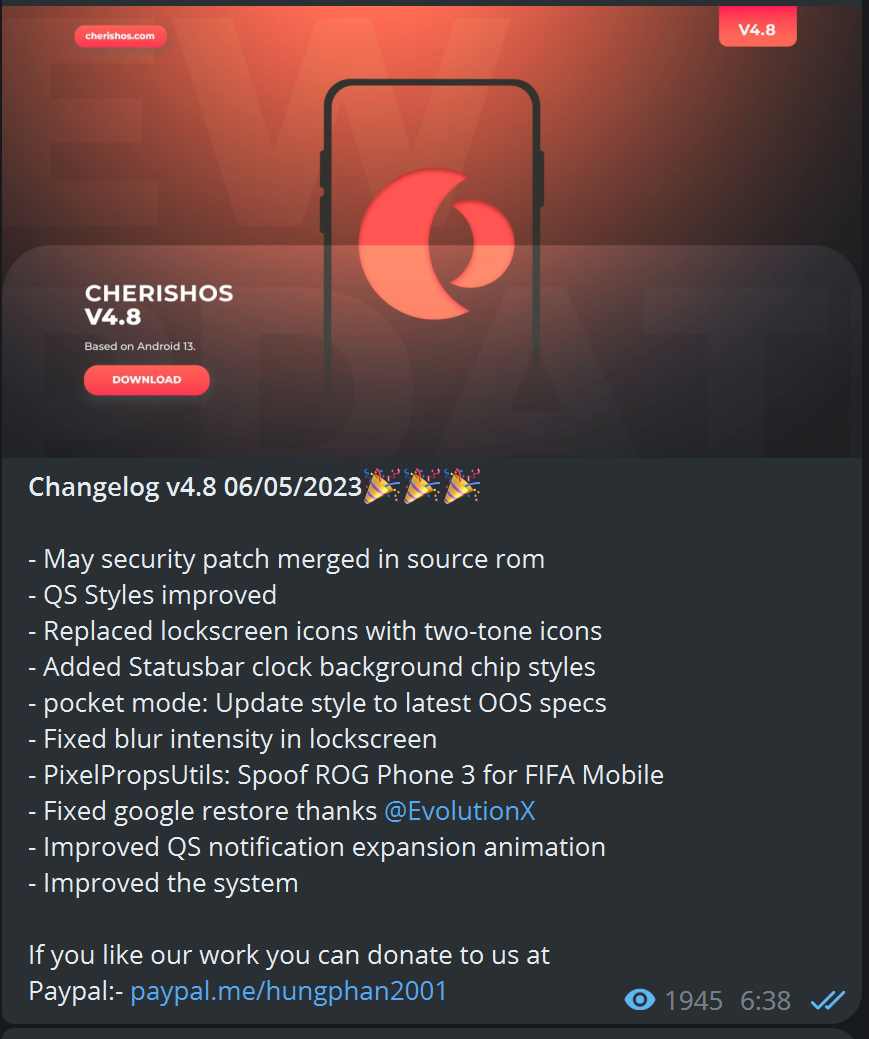 cherishos.com
V4.8
EW
PDAT
CHERISHOS
V4.8
Based on Android 13.
DOWNLOAD
Changelog v4.8 06/05/2023🎉🎉🎉
- May security patch merged in source rom
- QS Styles improved
- Replaced lockscreen icons with two-tone icons
- Added Statusbar clock background chip styles
- pocket mode: Update style to latest OOS specs
- Fixed blur intensity in lockscreen
- PixelPropsUtils: Spoof ROG Phone 3 for FIFA Mobile
- Fixed google restore thanks @EvolutionX
- Improved QS notification expansion animation
- Improved the system
If you like our work you can donate to us at
Paypal:- paypal.me/hungphan2001
1945 6:38